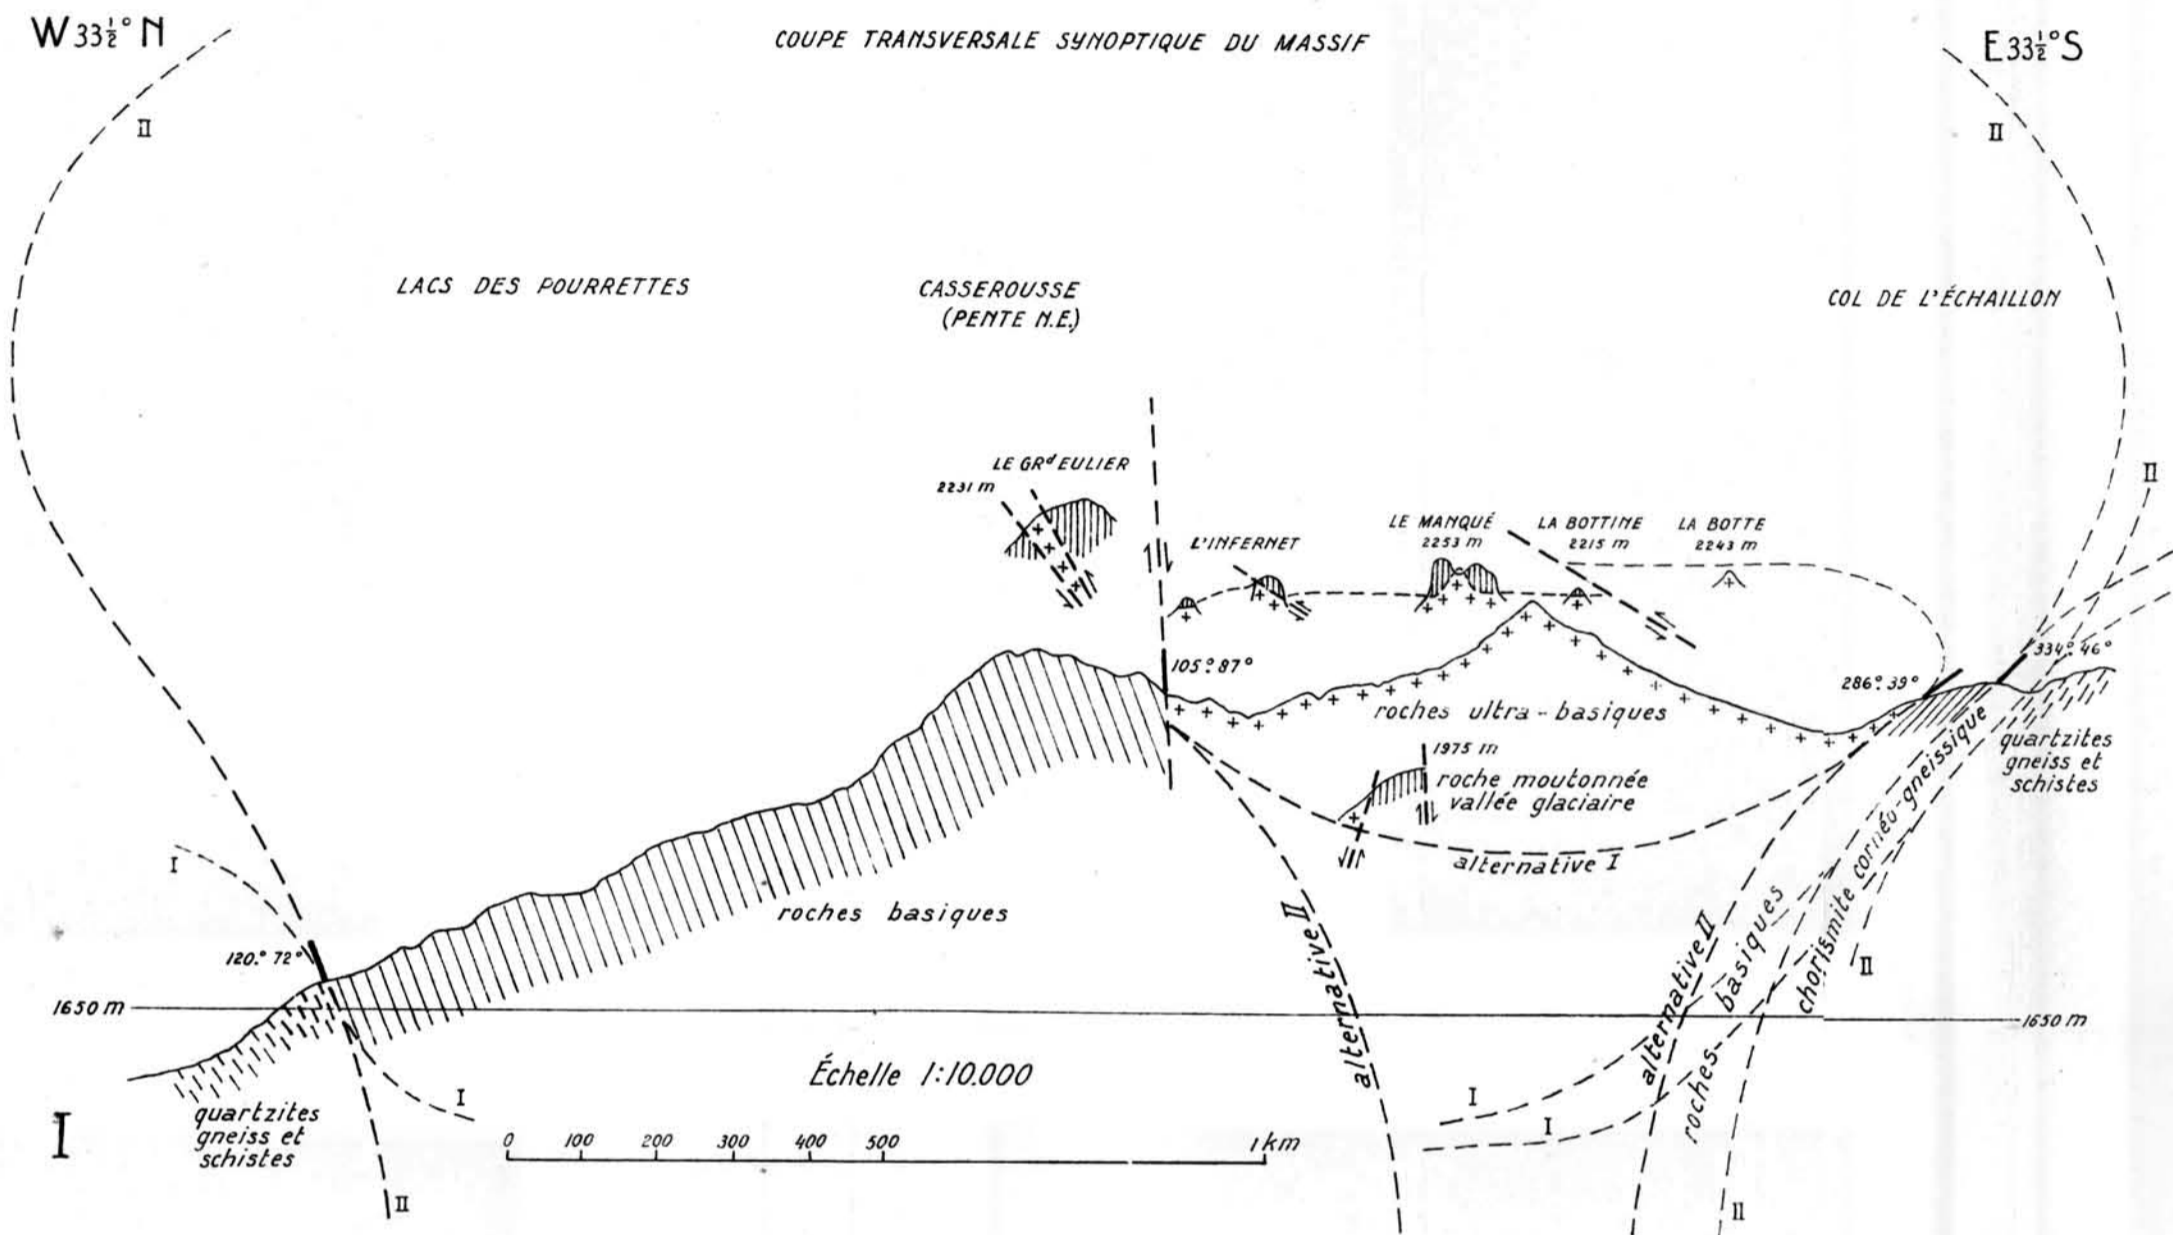 W 33½° N
COUPE TRANSVERSALE SYNOPTIQUE DU MASSIF
E 33½° S
II
II
LACS DES POURRETTES
CASSEROUSSE
(PENTE N.E.)
COL DE L'ÉCHAILLON
LE GRᵈ EULIER
2231 m
L'INFERNET
LE MANQUÉ
2253 m
LA BOTTINE
2215 m
LA BOTTE
2243 m
II
105° 87°
286° 39°
334° 46°
roches ultra-basiques
quartzites
gneiss et
schistes
1975 m
roche moutonnée
vallée glaciaire
alternative I
I
roches basiques
alternative II
alternative II
roches-basiques
chorismite cornéo-gneissique
II
120° 72°
1650 m
1650 m
Échelle 1:10.000
I
I
I
I
quartzites
gneiss et
schistes
0 100 200 300 400 500 1 km
II
II